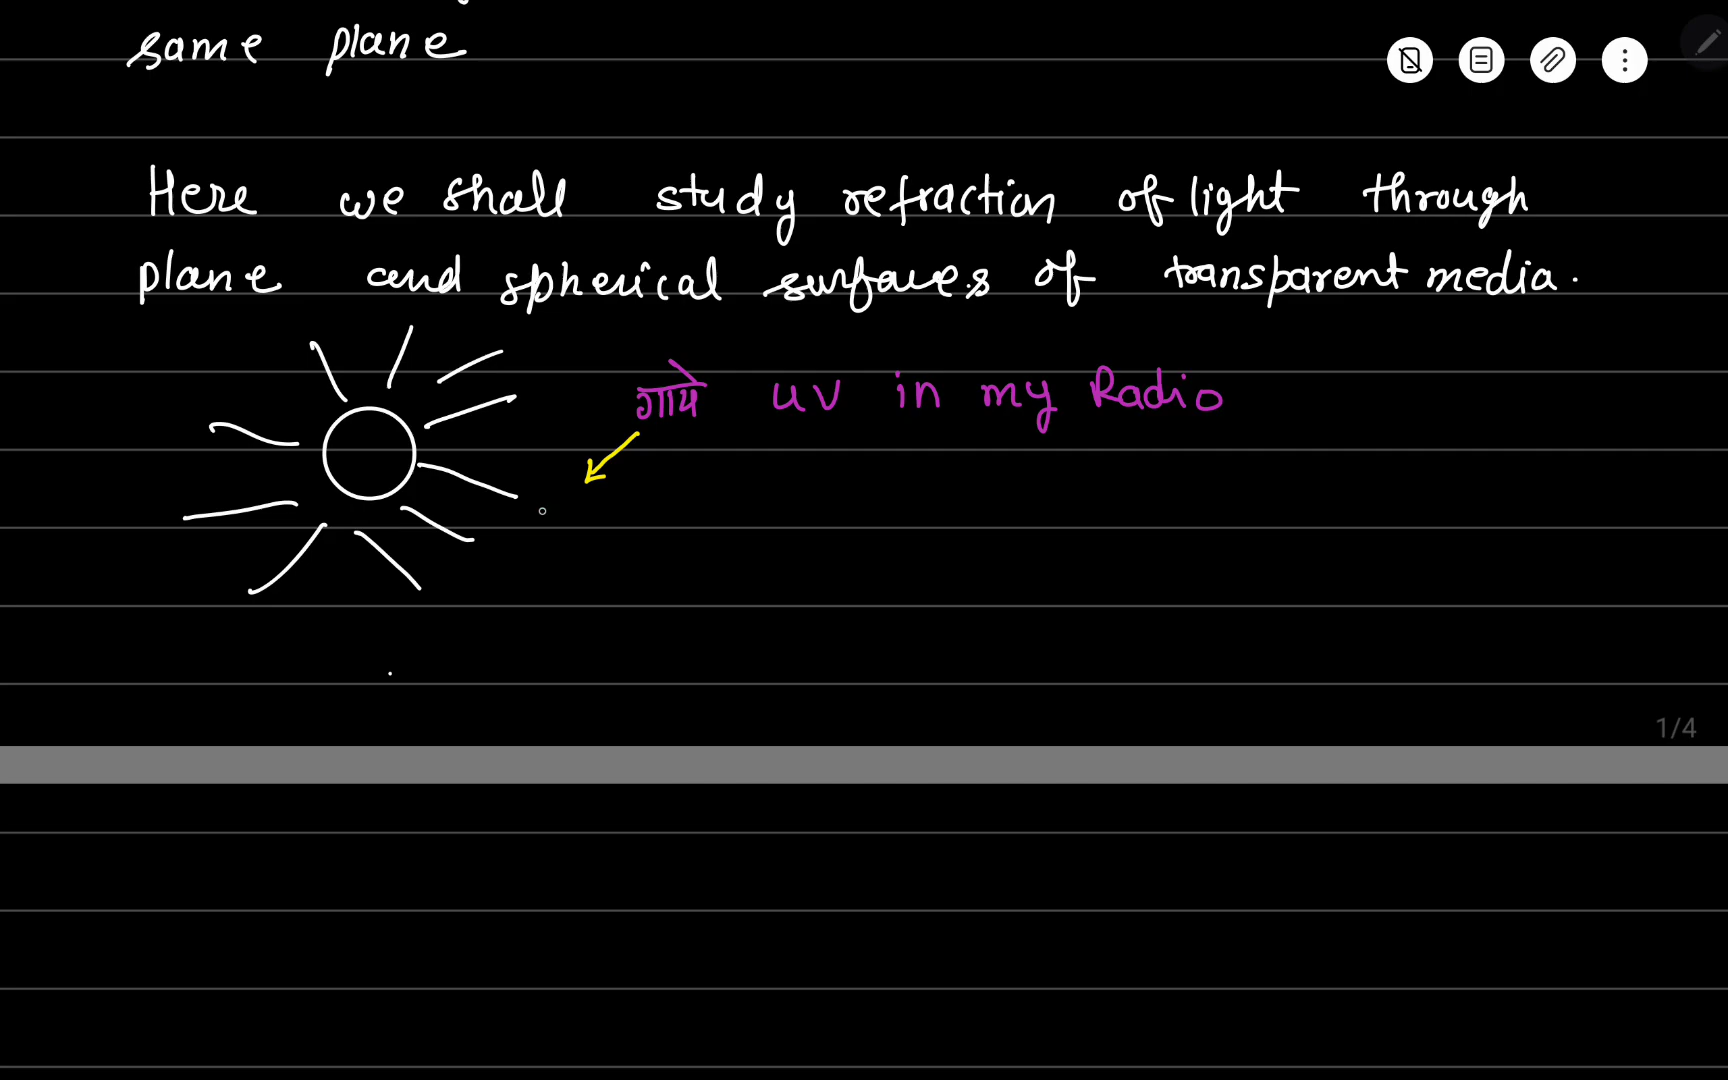 same plane
Here we shall study refraction of light through
plane and spherical surfaces of transparent media.
गाये UV in my Radio
1/4